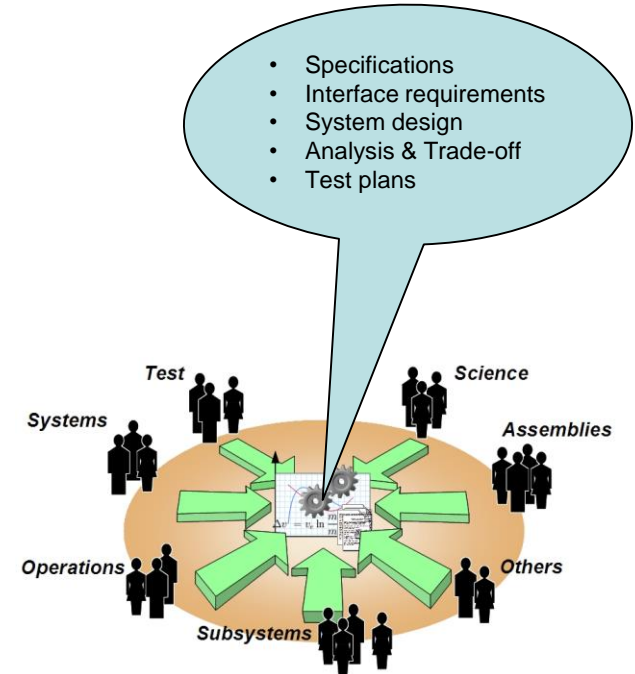 • Specifications
• Interface requirements
• System design
• Analysis & Trade-off
• Test plans
Test
Science
Systems
Assemblies
Operations
Others
Subsystems